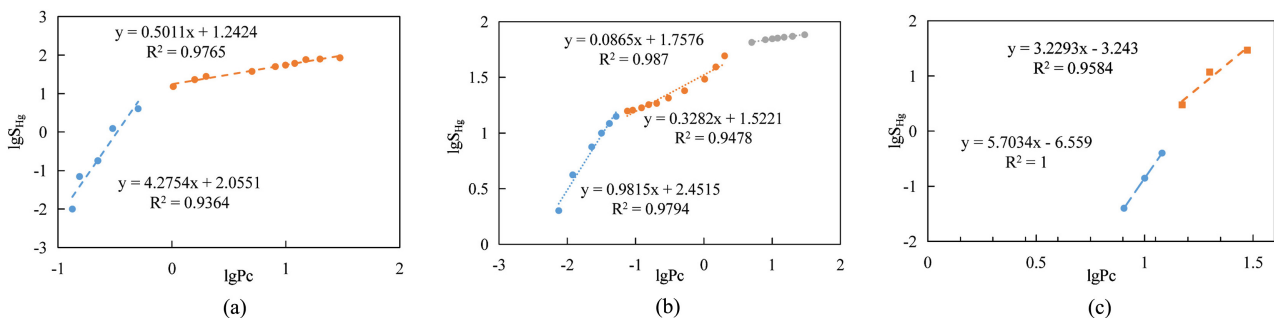 3
2
1
0
-1
-2
-3
-1
0
1
2
lgS_Hg
lgPc
y = 0.5011x + 1.2424
R² = 0.9765
y = 4.2754x + 2.0551
R² = 0.9364
(a)
2
1.5
1
0.5
0
-3
-2
-1
0
1
2
lgS_Hg
lgPc
y = 0.0865x + 1.7576
R² = 0.987
y = 0.3282x + 1.5221
R² = 0.9478
y = 0.9815x + 2.4515
R² = 0.9794
(b)
2
1
0
-1
-2
0
0.5
1
1.5
lgS_Hg
lgPc
y = 3.2293x - 3.243
R² = 0.9584
y = 5.7034x - 6.559
R² = 1
(c)